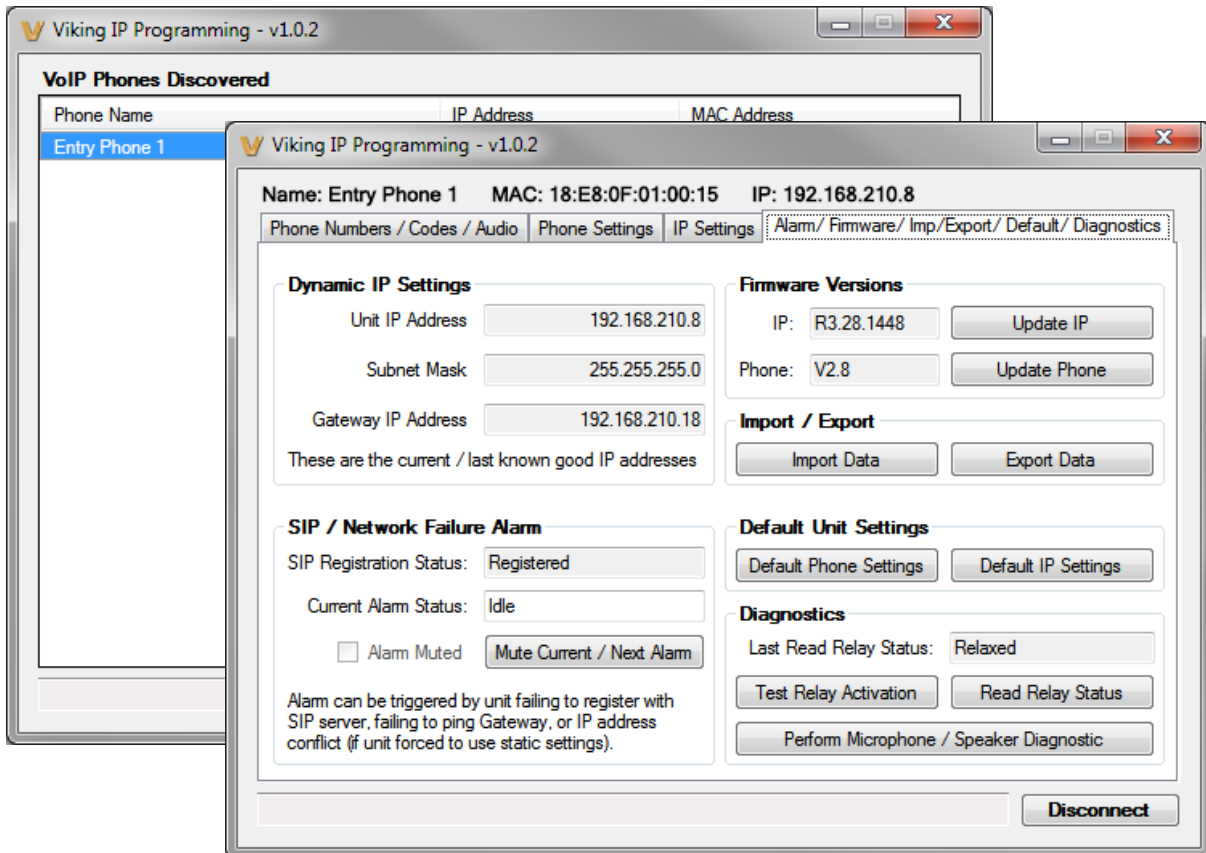 Viking IP Programming - v1.0.2
VoIP Phones Discovered
Phone Name IP Address MAC Address
Entry Phone 1
Viking IP Programming - v1.0.2
Name: Entry Phone 1 MAC: 18:E8:0F:01:00:15 IP: 192.168.210.8
Phone Numbers / Codes / Audio Phone Settings IP Settings Alarm/ Firmware/ Imp/Export/ Default/ Diagnostics
Dynamic IP Settings
Unit IP Address 192.168.210.8
Subnet Mask 255.255.255.0
Gateway IP Address 192.168.210.18
These are the current / last known good IP addresses
Firmware Versions
IP: R3.28.1448 Update IP
Phone: V2.8 Update Phone
Import / Export
Import Data Export Data
SIP / Network Failure Alarm
SIP Registration Status: Registered
Current Alarm Status: Idle
Alarm Muted Mute Current / Next Alarm
Alarm can be triggered by unit failing to register with
SIP server, failing to ping Gateway, or IP address
conflict (if unit forced to use static settings).
Default Unit Settings
Default Phone Settings Default IP Settings
Diagnostics
Last Read Relay Status: Relaxed
Test Relay Activation Read Relay Status
Perform Microphone / Speaker Diagnostic
Disconnect